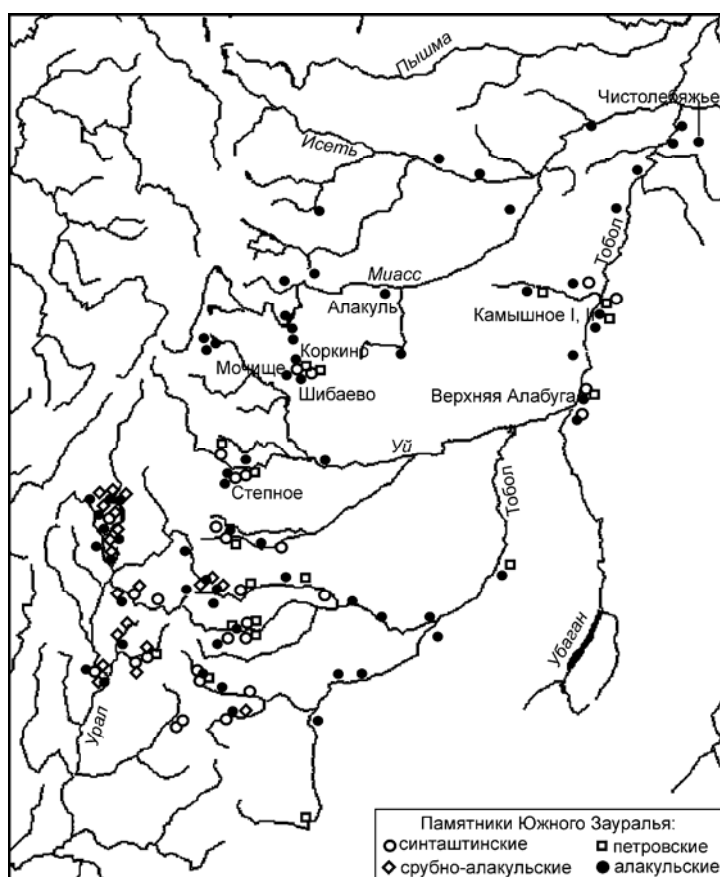 Пышма
Чистолебяжье
Исеть
Тобол
Миасс
Алакуль
Камышное I, II
Коркино
Мочище
Шибаево
Верхняя Алабуга
Уй
Степное
Тобол
Убаган
Урал
Памятники Южного Зауралья:
синташтинские петровские
срубно-алакульские алакульские